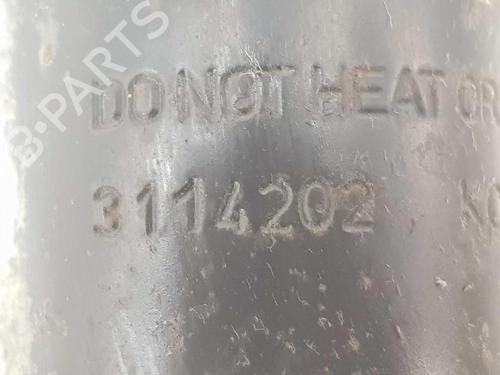 B-PARTS
DO NOT HEAT OR
3114202